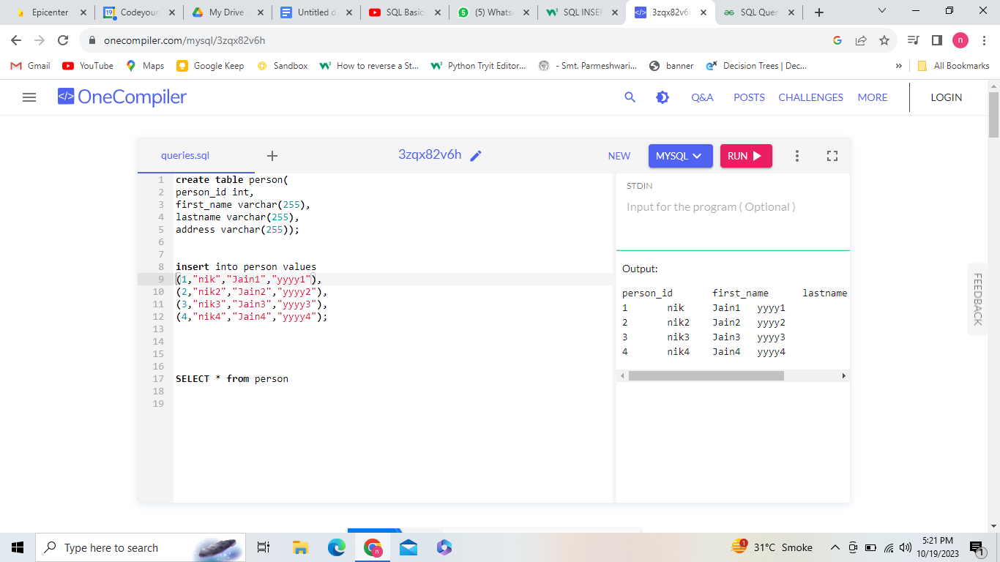 Epicenter
Codeyoun
My Drive
Untitled d
SQL Basic
(5) Whats
SQL INSER
3zqx82v6h
SQL Quer
onecompiler.com/mysql/3zqx82v6h
n
Gmail
YouTube
Maps
Google Keep
Sandbox
How to reverse a St...
Python Tryit Editor...
- Smt. Parmeshwari...
banner
Decision Trees | Dec...
»
All Bookmarks
</> OneCompiler
Q&A
POSTS
CHALLENGES
MORE
LOGIN
queries.sql
+
3zqx82v6h
NEW
MYSQL
RUN
1 create table person(
2 person_id int,
3 first_name varchar(255),
4 lastname varchar(255),
5 address varchar(255));
6
7
8 insert into person values
9 (1,"nik","Jain1","yyyy1"),
10 (2,"nik2","Jain2","yyyy2"),
11 (3,"nik3","Jain3","yyyy3"),
12 (4,"nik4","Jain4","yyyy4");
13
14
15
16
17 SELECT * from person
18
19
STDIN
Input for the program ( Optional )
Output:
person_id first_name lastname
1 nik Jain1 yyyy1
2 nik2 Jain2 yyyy2
3 nik3 Jain3 yyyy3
4 nik4 Jain4 yyyy4
FEEDBACK
Type here to search
n
1
31°C Smoke
5:21 PM
10/19/2023
1